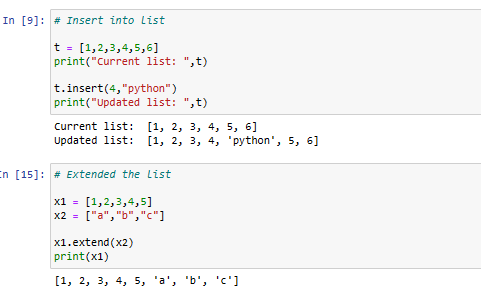 In [9]: # Insert into List
t = [1,2,3,4,5,6]
print("Current list: ",t)
t.insert(4,"python")
print("Updated list: ",t)
Current list:  [1, 2, 3, 4, 5, 6]
Updated list:  [1, 2, 3, 4, 'python', 5, 6]
In [15]: # Extended the List
x1 = [1,2,3,4,5]
x2 = ["a","b","c"]
x1.extend(x2)
print(x1)
[1, 2, 3, 4, 5, 'a', 'b', 'c']